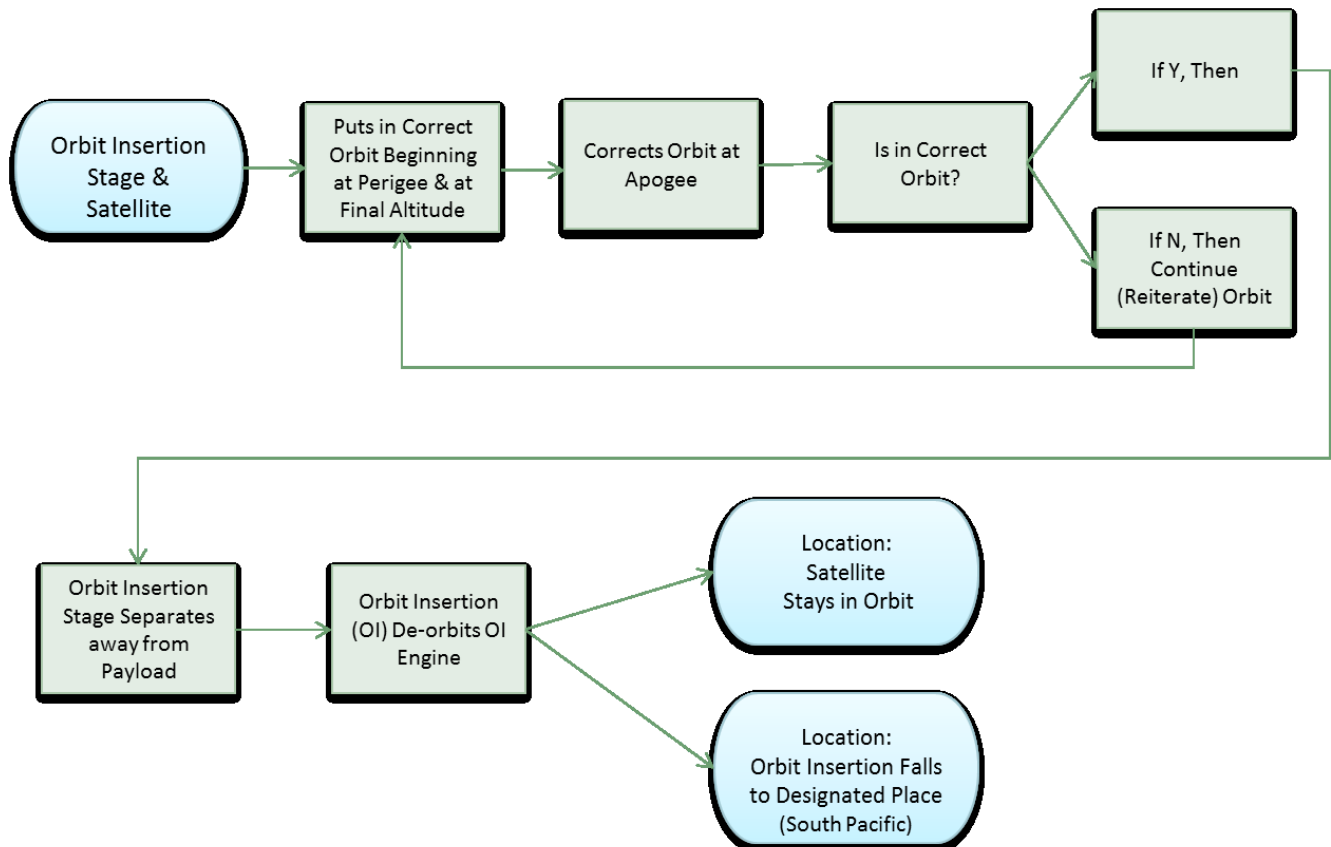 Orbit Insertion
Stage &
Satellite
Puts in Correct
Orbit Beginning
at Perigee & at
Final Altitude
Corrects Orbit at
Apogee
Is in Correct
Orbit?
If Y, Then
If N, Then
Continue
(Reiterate) Orbit
Orbit Insertion
Stage Separates
away from
Payload
Orbit Insertion
(OI) De-orbits OI
Engine
Location:
Satellite
Stays in Orbit
Location:
Orbit Insertion Falls
to Designated Place
(South Pacific)